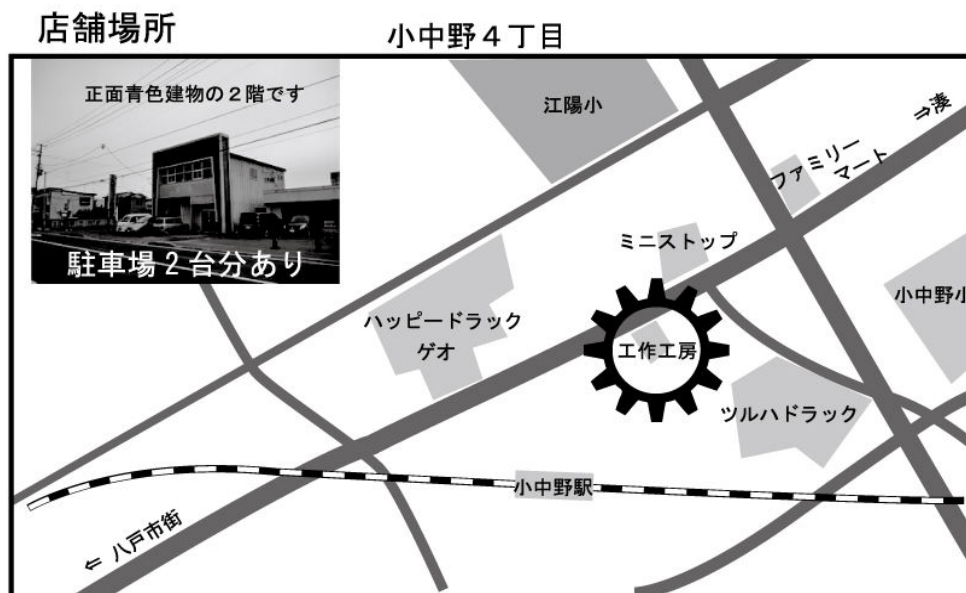 店舗場所
小中野4丁目
正面青色建物の2階です
駐車場2台分あり
江陽小
⇒湊
ファミリー
マート
ミニストップ
小中野小
ハッピードラック
ゲオ
工作工房
ツルハドラック
小中野駅
⇐ 八戸市街